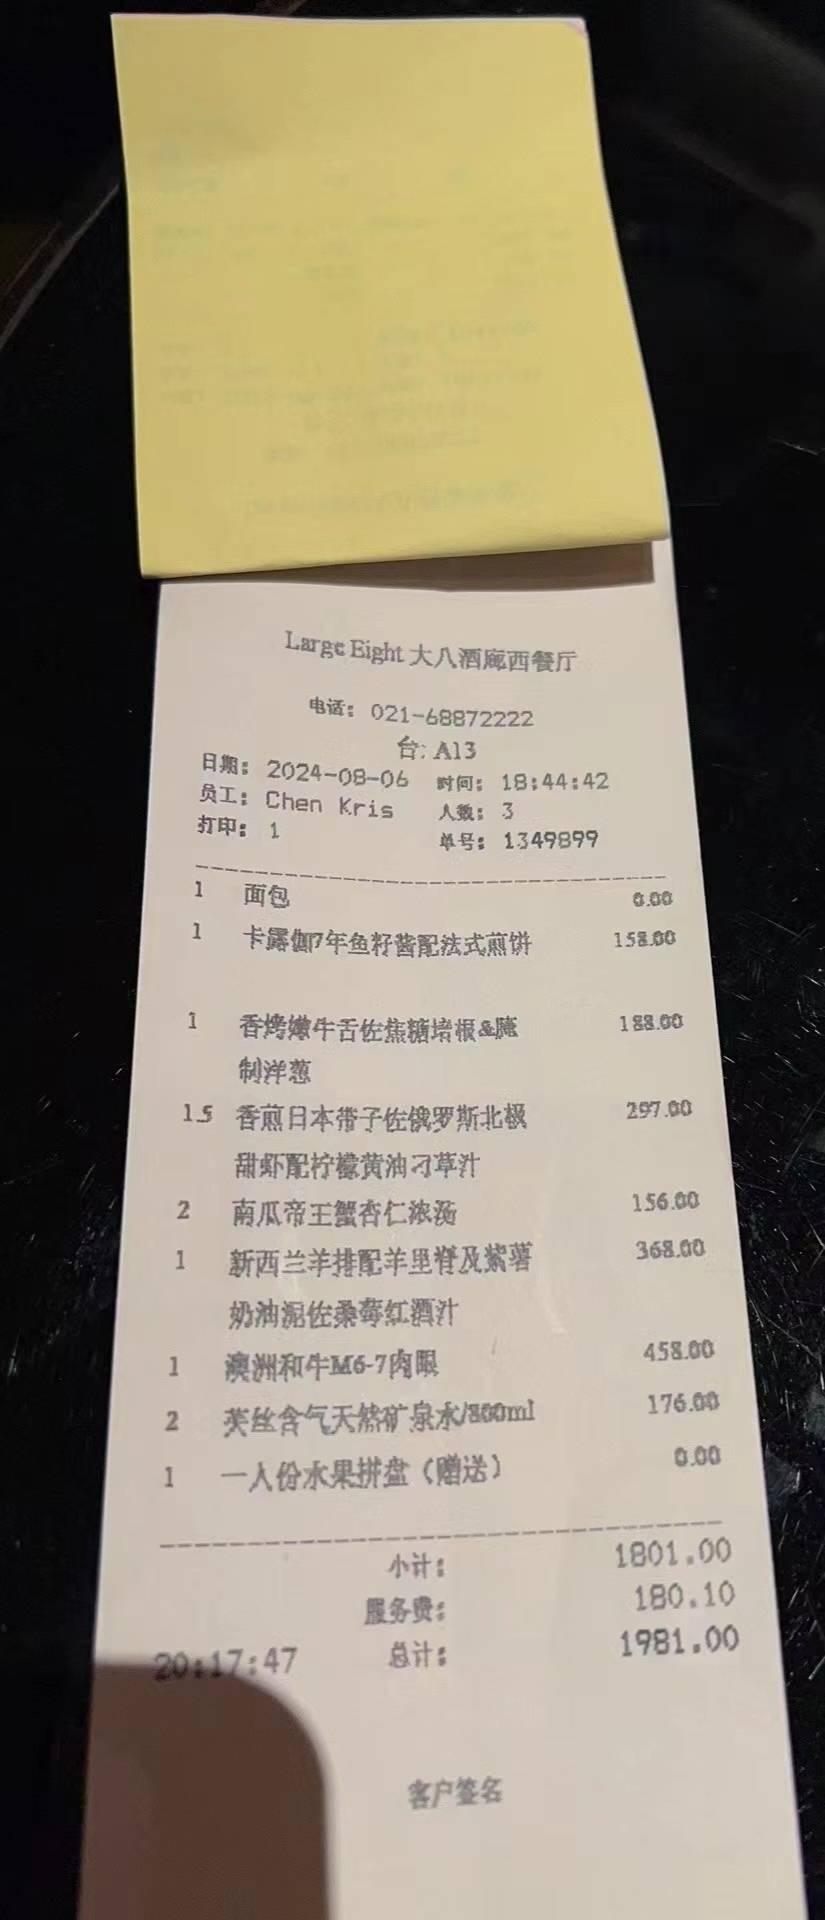 Large Eight 大八酒廊西餐厅
电话: 021-68872222
台: A13
日期: 2024-08-06 时间: 18:44:42
员工: Chen Kris 人数: 3
打印: 1 单号: 1349899
1 面包 0.00
1 卡露伽7年鱼籽酱配法式煎饼 158.00
1 香烤嫩牛舌佐焦糖培根&腌 188.00
制洋葱
1.5 香煎日本带子佐俄罗斯北极 297.00
甜虾配柠檬黄油刁草汁
2 南瓜帝王蟹杏仁浓汤 156.00
1 新西兰羊排配羊里脊及紫薯 368.00
奶油泥佐桑莓红酒汁
1 澳洲和牛M6-7肉眼 458.00
2 芙丝含气天然矿泉水/800ml 176.00
1 一人份水果拼盘（赠送） 0.00
小计: 1801.00
服务费: 180.10
20:17:47 总计: 1981.00
客户签名